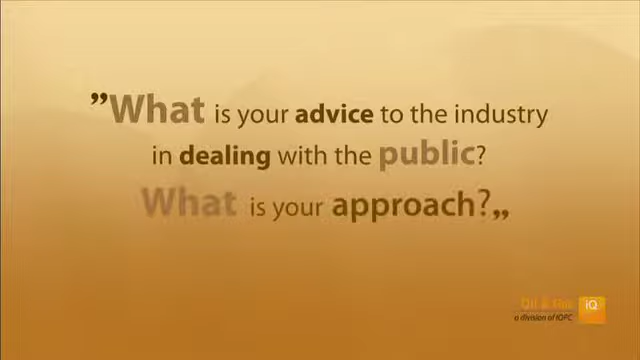 ”What is your advice to the industry
in dealing with the public?
What is your approach?„
Oil & Gas iQ
a division of IQPC